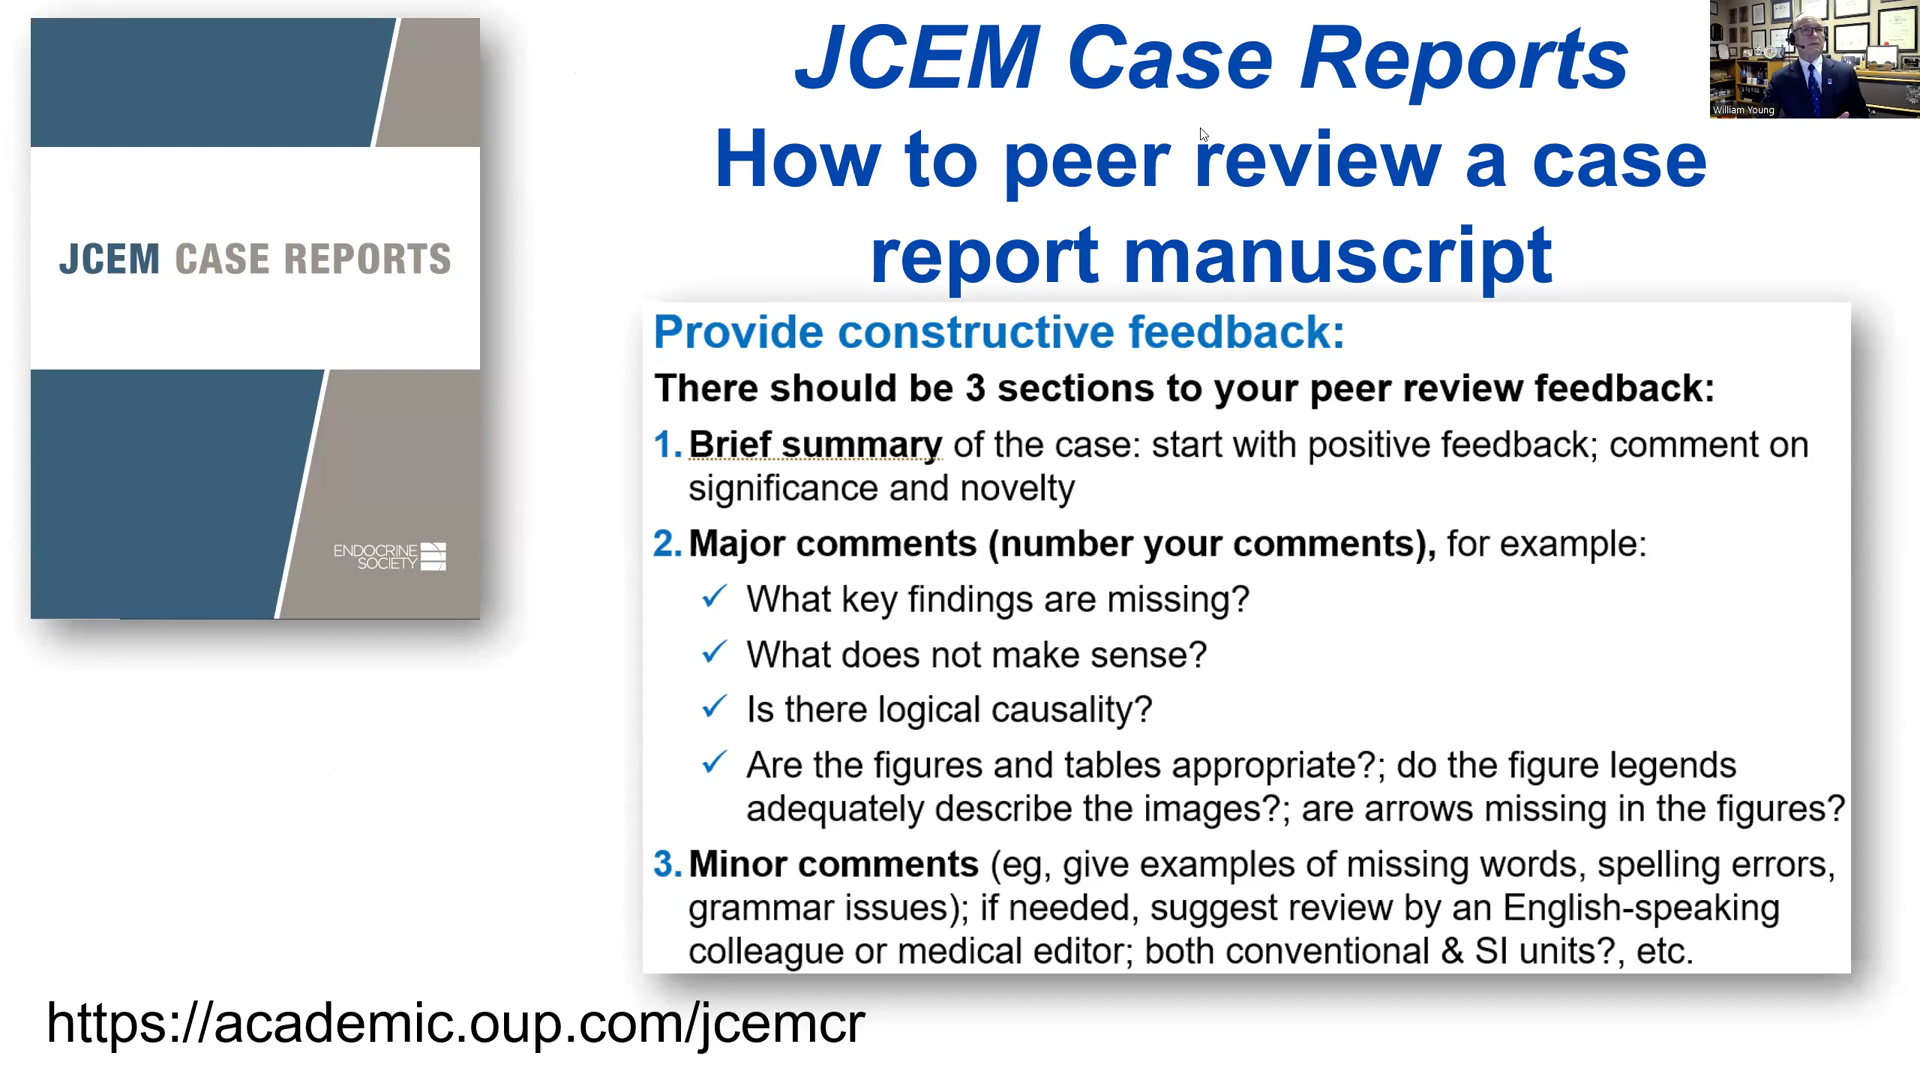 JCEM Case Reports
How to peer review a case
report manuscript
William Young
JCEM CASE REPORTS
ENDOCRINE
SOCIETY
Provide constructive feedback:
There should be 3 sections to your peer review feedback:
1. Brief summary of the case: start with positive feedback; comment on
significance and novelty
2. Major comments (number your comments), for example:
✓ What key findings are missing?
✓ What does not make sense?
✓ Is there logical causality?
✓ Are the figures and tables appropriate?; do the figure legends
adequately describe the images?; are arrows missing in the figures?
3. Minor comments (eg, give examples of missing words, spelling errors,
grammar issues); if needed, suggest review by an English-speaking
colleague or medical editor; both conventional & SI units?, etc.
https://academic.oup.com/jcemcr